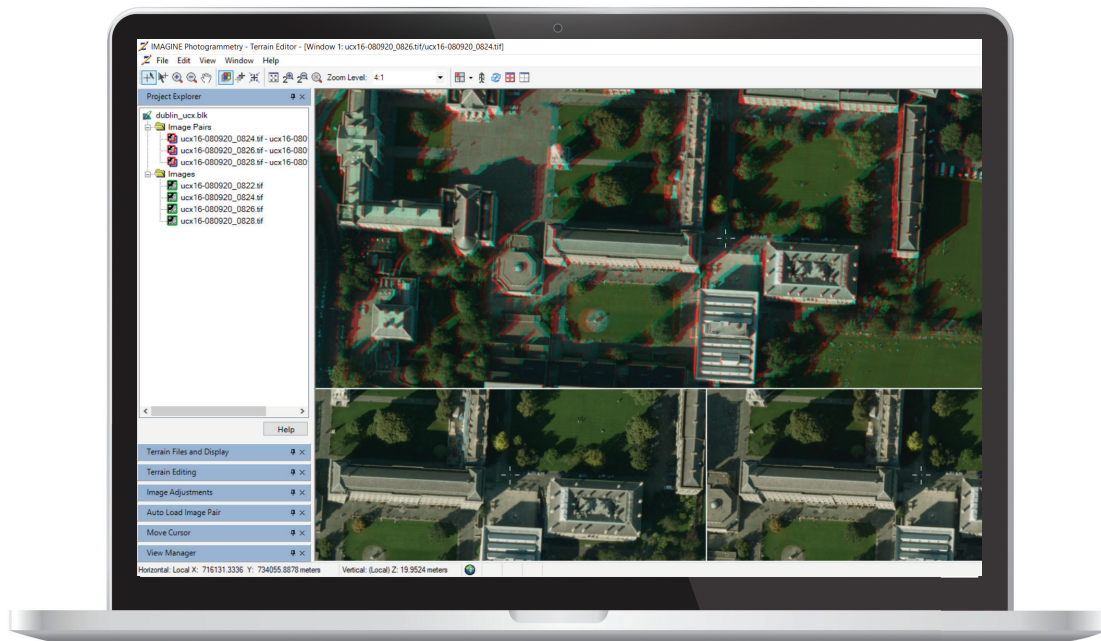 IMAGINE Photogrammetry - Terrain Editor - [Window 1: ucx16-080920_0826.tif/ucx16-080920_0824.tif]
File Edit View Window Help
Zoom Level: 4:1
Project Explorer
dublin_ucx.blk
Image Pairs
ucx16-080920_0824.tif - ucx16-080
ucx16-080920_0826.tif - ucx16-080
ucx16-080920_0828.tif - ucx16-080
Images
ucx16-080920_0822.tif
ucx16-080920_0824.tif
ucx16-080920_0826.tif
ucx16-080920_0828.tif
Help
Terrain Files and Display
Terrain Editing
Image Adjustments
Auto Load Image Pair
Move Cursor
View Manager
Horizontal: Local X: 716131.3336 Y: 734055.8878 meters Vertical: (Local) Z: 19.9524 meters